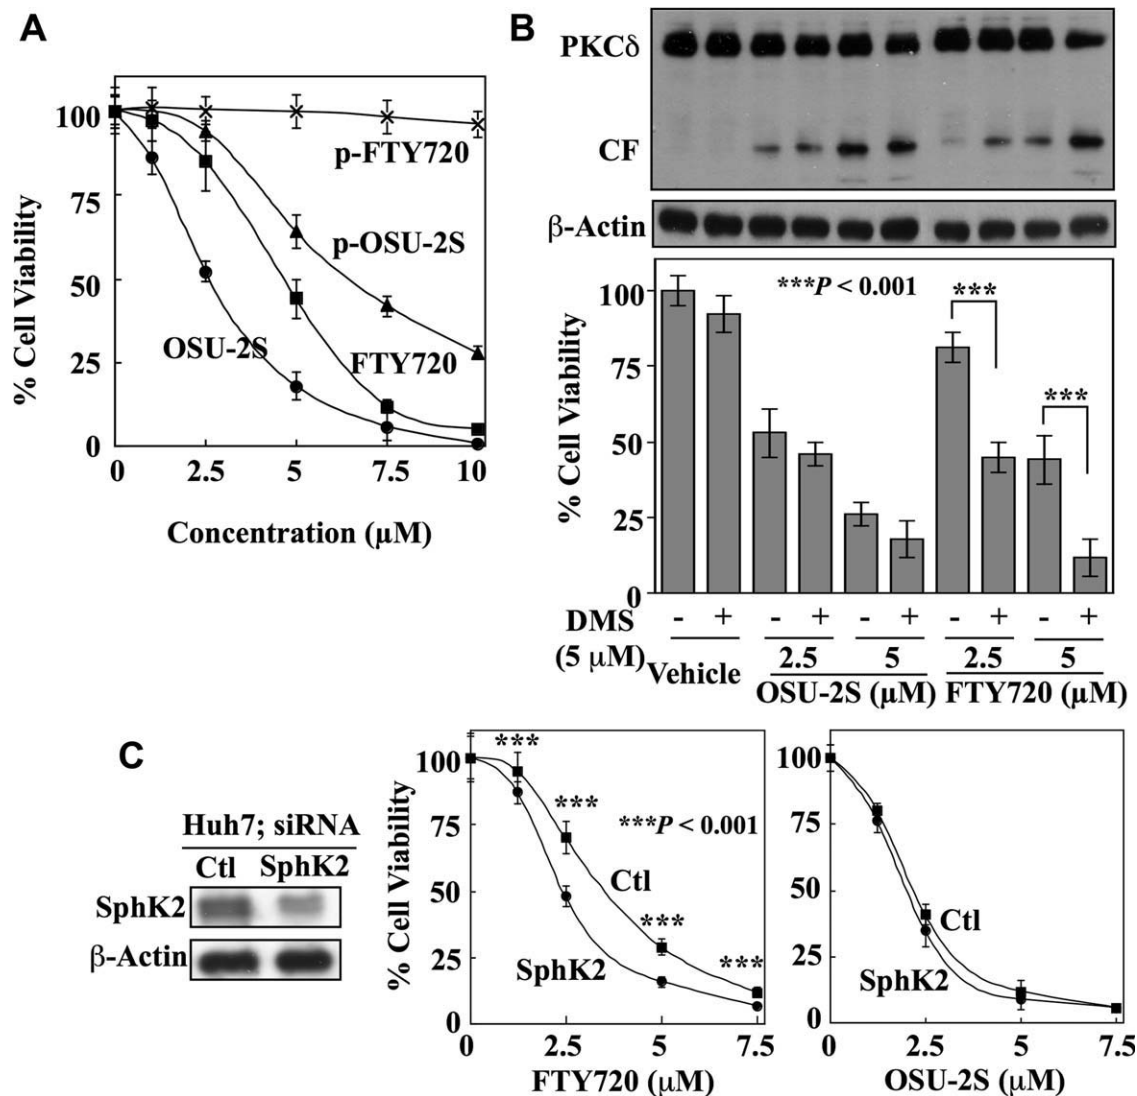 A
100
75
50
25
0
% Cell Viability
p-FTY720
p-OSU-2S
OSU-2S
FTY720
0 2.5 5 7.5 10
Concentration (µM)
B
PKCδ
CF
β-Actin
100
75
50
25
0
% Cell Viability
***P < 0.001
***
***
DMS - + - + - + - + - +
(5 µM) Vehicle 2.5 5 2.5 5
OSU-2S (µM) FTY720 (µM)
C
Huh7; siRNA
Ctl SphK2
SphK2
β-Actin
100
75
50
25
0
% Cell Viability
***
***
***P < 0.001
Ctl
***
***
SphK2
0 2.5 5 7.5
FTY720 (µM)
100
75
50
25
0
Ctl
SphK2
0 2.5 5 7.5
OSU-2S (µM)